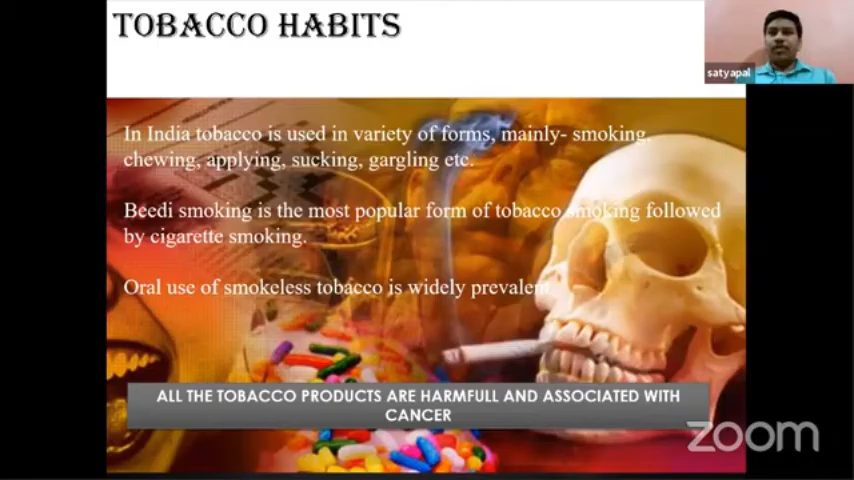 TOBACCO HABITS
satyapal
In India tobacco is used in variety of forms, mainly- smoking,
chewing, applying, sucking, gargling etc.
Beedi smoking is the most popular form of tobacco smoking followed
by cigarette smoking.
Oral use of smokeless tobacco is widely prevalent
ALL THE TOBACCO PRODUCTS ARE HARMFULL AND ASSOCIATED WITH
CANCER
zoom